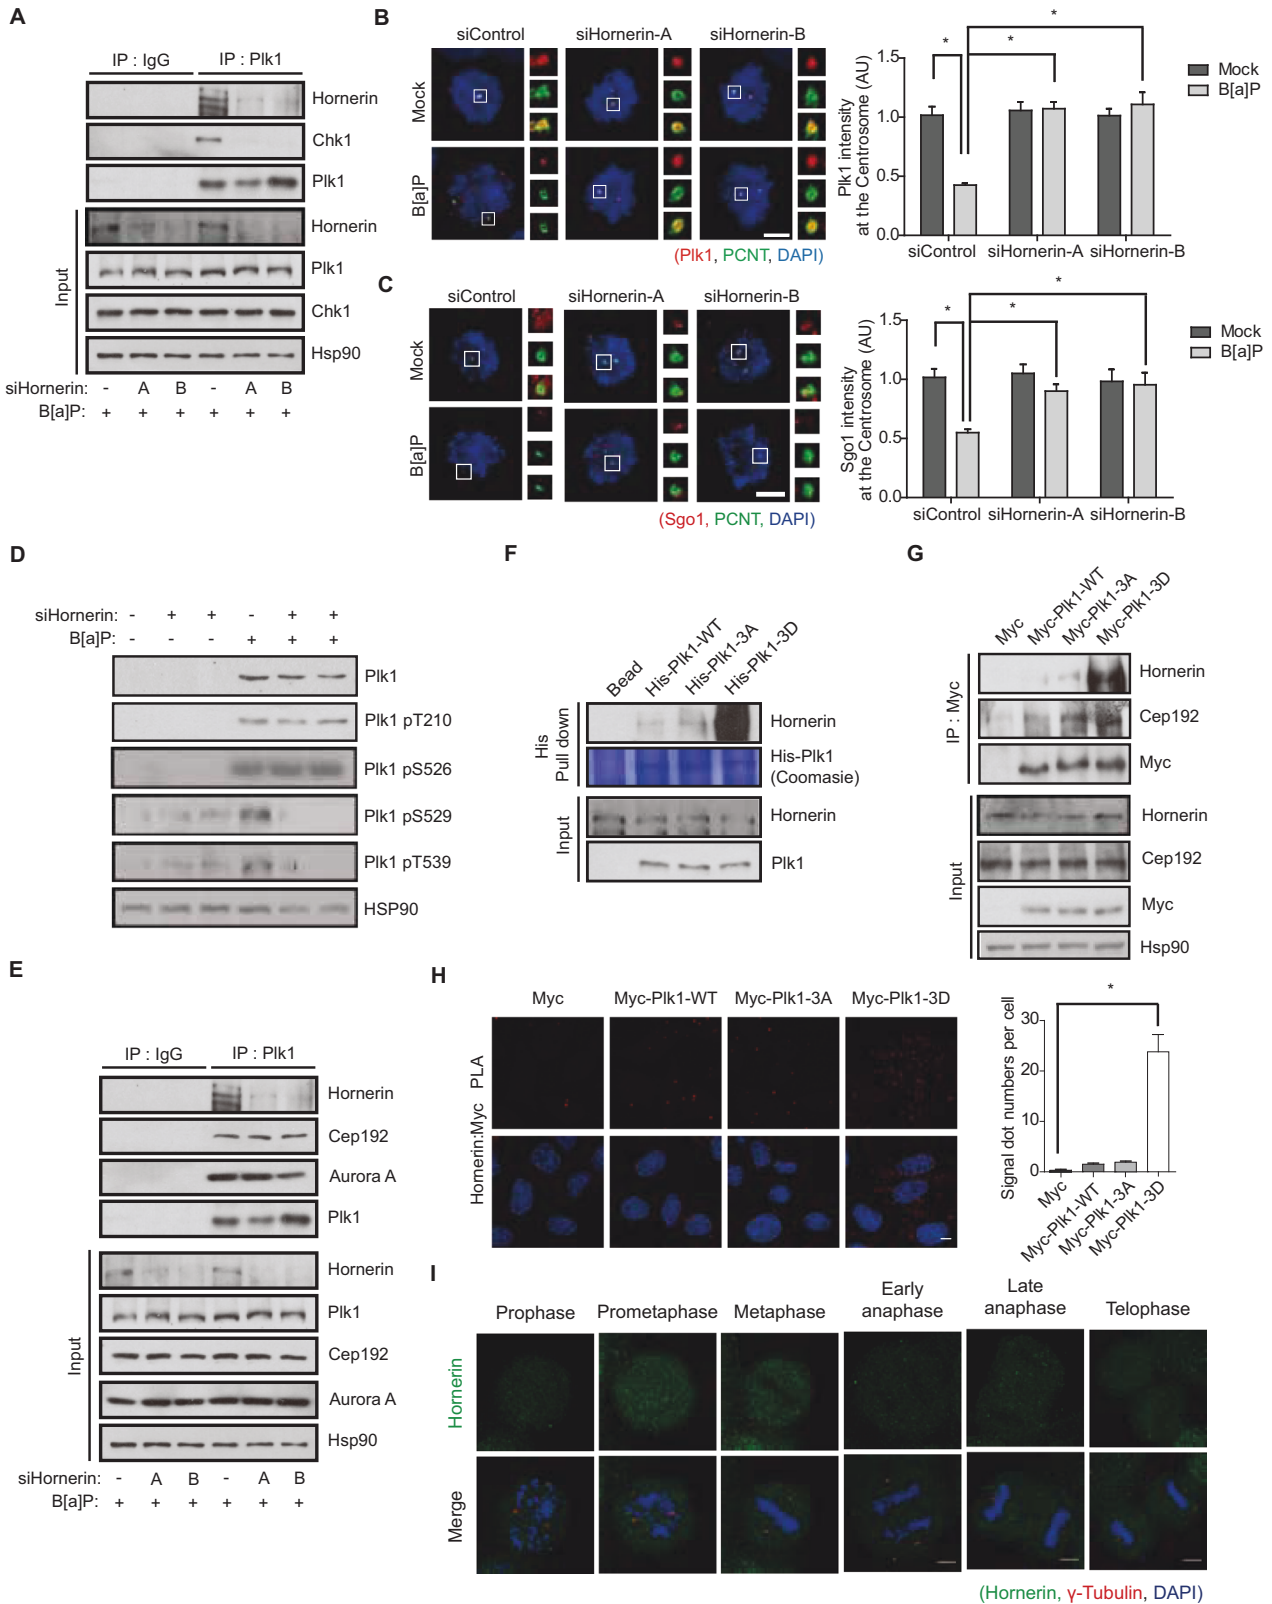 A
IP : IgG IP : Plk1
Hornerin
Chk1
Plk1
Input
Hornerin
Plk1
Chk1
Hsp90
siHornerin: - A B - A B
B[a]P: + + + + + +
B
siControl siHornerin-A siHornerin-B
Mock
B[a]P
(Plk1, PCNT, DAPI)
Plk1 intensity
at the Centrosome (AU)
1.5
1.0
0.5
0.0
* * *
siControl siHornerin-A siHornerin-B
Mock
B[a]P
C
siControl siHornerin-A siHornerin-B
Mock
B[a]P
(Sgo1, PCNT, DAPI)
Sgo1 intensity
at the Centrosome (AU)
1.5
1.0
0.5
0.0
* * *
siControl siHornerin-A siHornerin-B
Mock
B[a]P
D
siHornerin: - + + - + +
B[a]P: - - - + + +
Plk1
Plk1 pT210
Plk1 pS526
Plk1 pS529
Plk1 pT539
HSP90
E
IP : IgG IP : Plk1
Hornerin
Cep192
Aurora A
Plk1
Input
Hornerin
Plk1
Cep192
Aurora A
Hsp90
siHornerin: - A B - A B
B[a]P: + + + + + +
F
Bead His-Plk1-WT His-Plk1-3A His-Plk1-3D
His
Pull down
Hornerin
His-Plk1
(Coomasie)
Input
Hornerin
Plk1
G
Myc Myc-Plk1-WT Myc-Plk1-3A Myc-Plk1-3D
IP : Myc
Hornerin
Cep192
Myc
Input
Hornerin
Cep192
Myc
Hsp90
H
Myc Myc-Plk1-WT Myc-Plk1-3A Myc-Plk1-3D
Hornerin:Myc PLA
Signal dot numbers per cell
30
20
10
0
*
Myc Myc-Plk1-WT Myc-Plk1-3A Myc-Plk1-3D
I
Prophase Prometaphase Metaphase Early anaphase Late anaphase Telophase
Hornerin
Merge
(Hornerin, γ-Tubulin, DAPI)